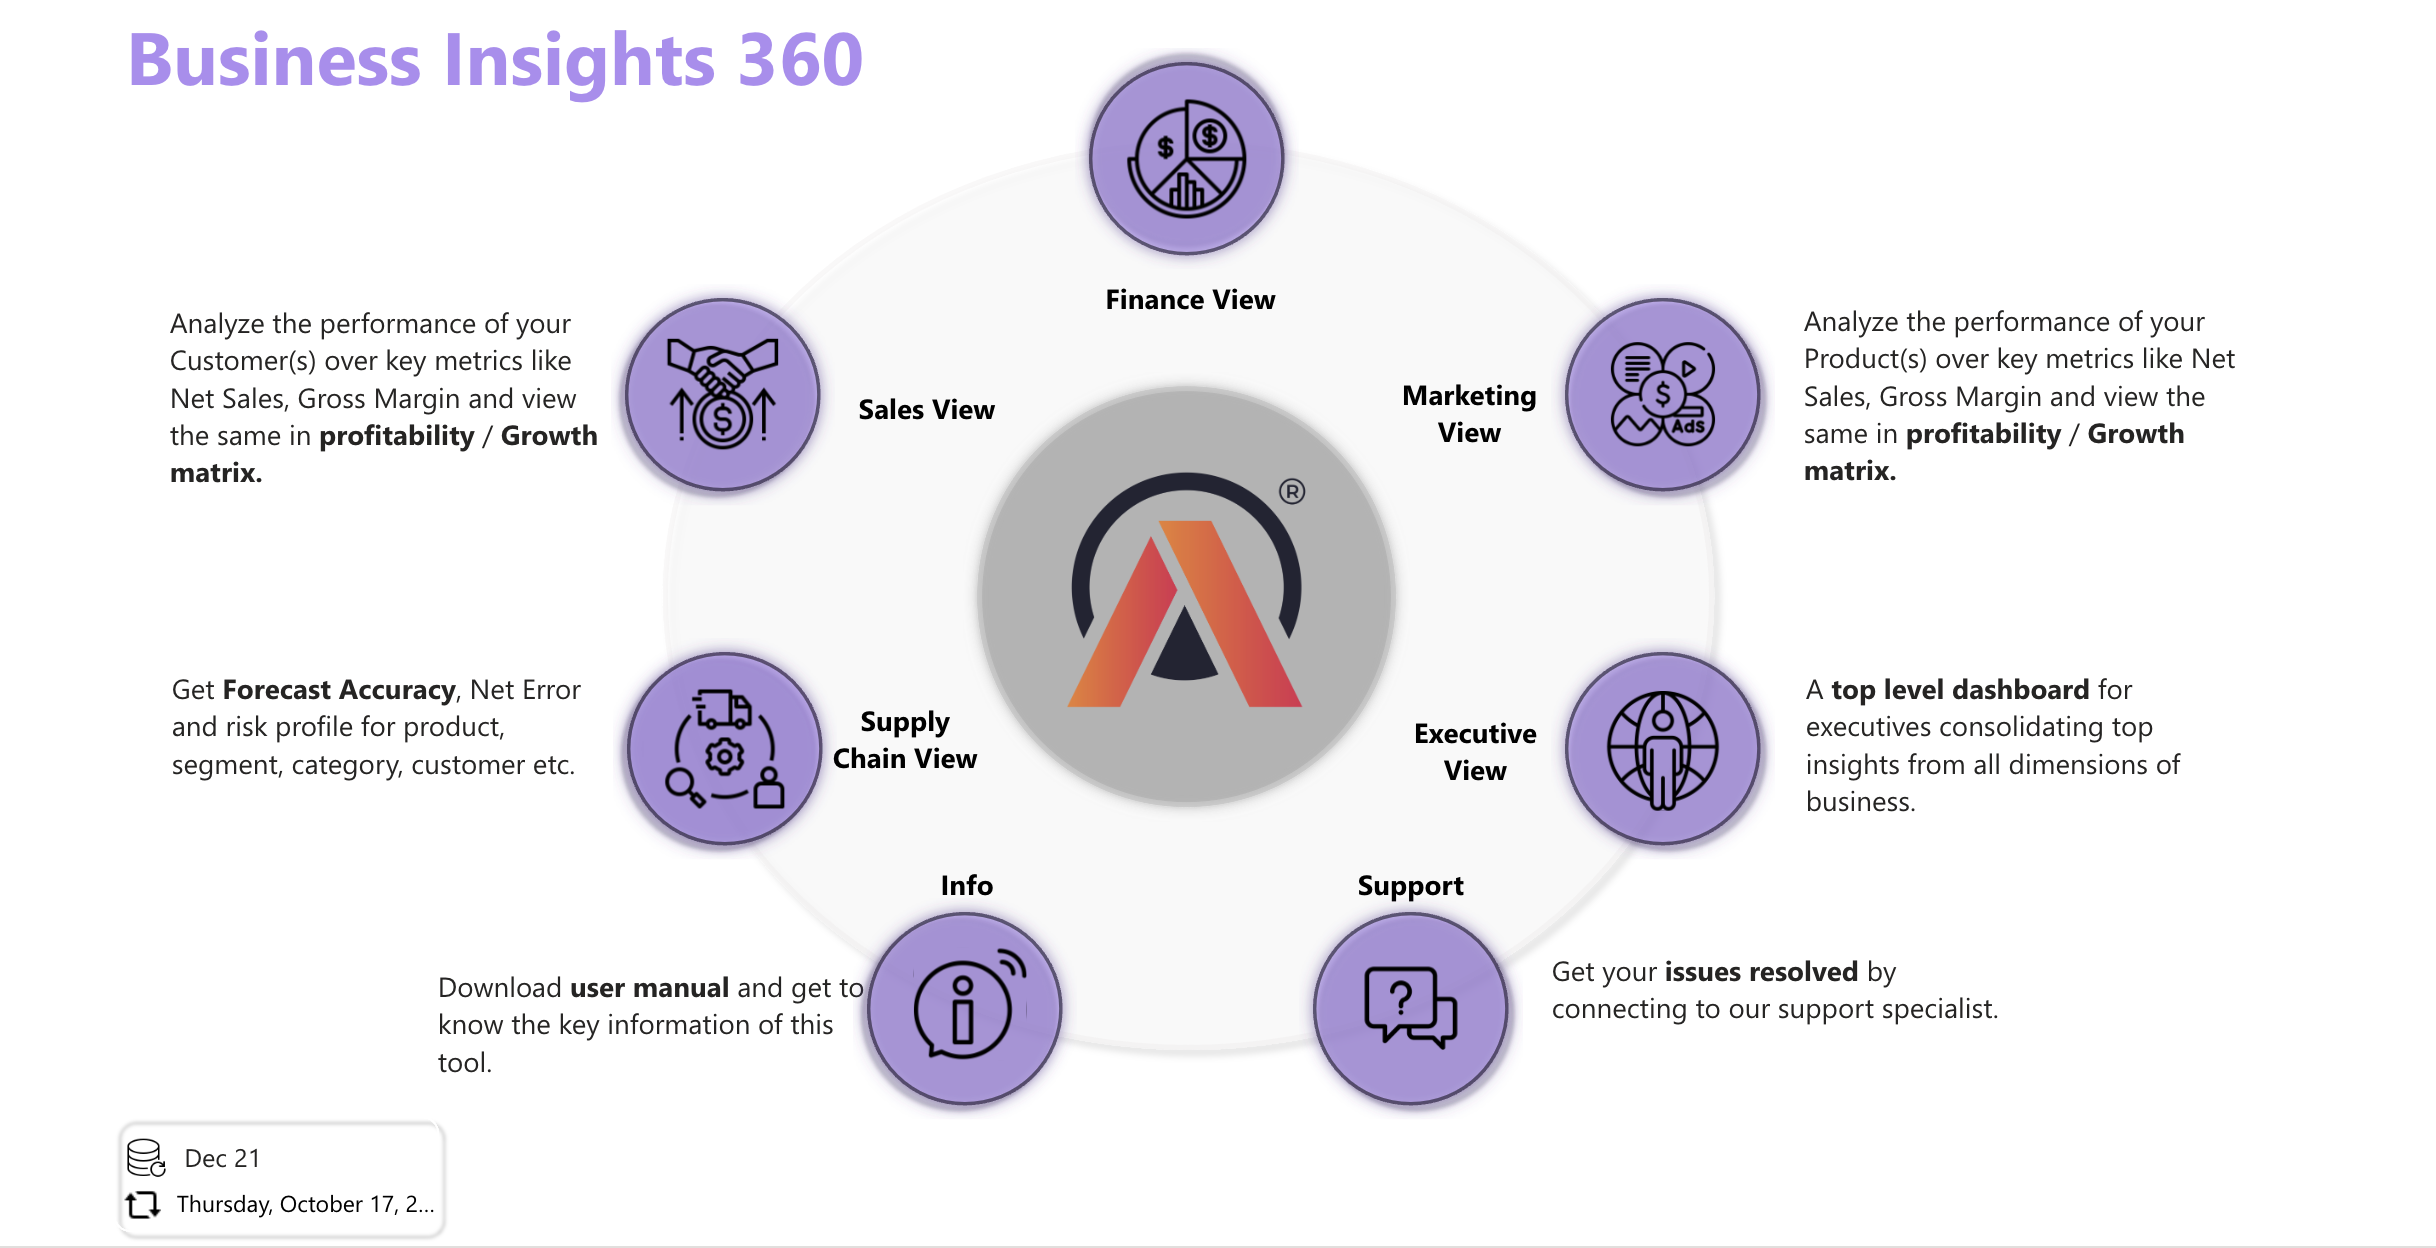 Business Insights 360
Finance View
Analyze the performance of your
Customer(s) over key metrics like
Net Sales, Gross Margin and view
the same in profitability / Growth
matrix.
Sales View
Marketing
View
Ads
Analyze the performance of your
Product(s) over key metrics like Net
Sales, Gross Margin and view the
same in profitability / Growth
matrix.
®
Get Forecast Accuracy, Net Error
and risk profile for product,
segment, category, customer etc.
Supply
Chain View
Executive
View
A top level dashboard for
executives consolidating top
insights from all dimensions of
business.
Info
Download user manual and get to
know the key information of this
tool.
Support
Get your issues resolved by
connecting to our support specialist.
Dec 21
Thursday, October 17, 2...